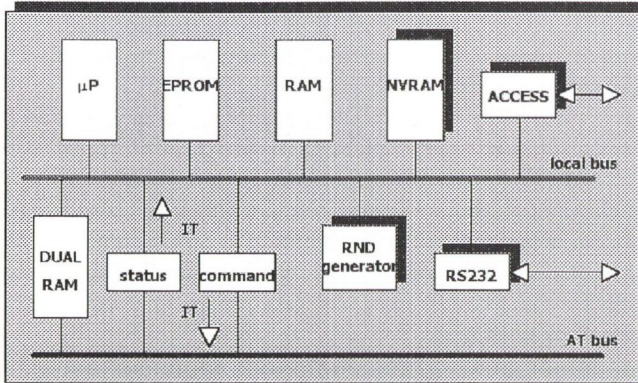 µP
EPROM
RAM
NVRAM
ACCESS
local bus
DUAL
RAM
status
IT
command
IT
RND
generator
RS232
AT bus